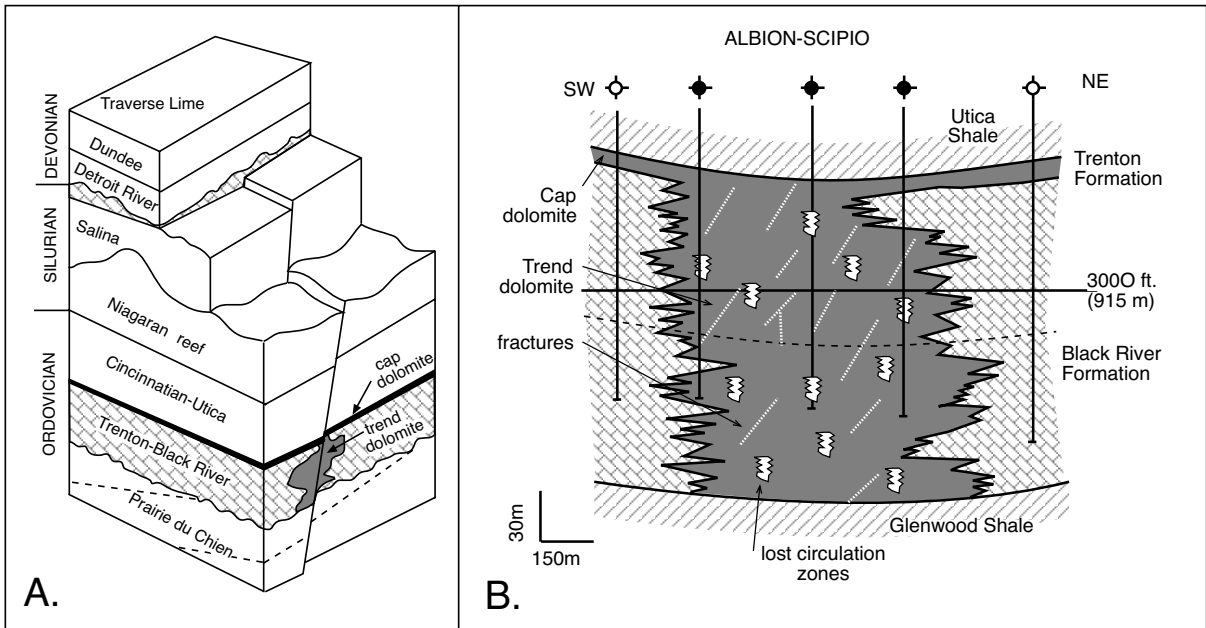 DEVONIAN
SILURIAN
ORDOVICIAN
Traverse Lime
Dundee
Detroit River
Salina
Niagaran reef
Cincinnatian-Utica
cap
dolomite
trend
dolomite
Trenton-Black River
Prairie du Chien
A.
ALBION-SCIPIO
SW
NE
Utica
Shale
Trenton
Formation
Cap
dolomite
Trend
dolomite
300O ft.
(915 m)
fractures
Black River
Formation
Glenwood Shale
30m
150m
lost circulation
zones
B.